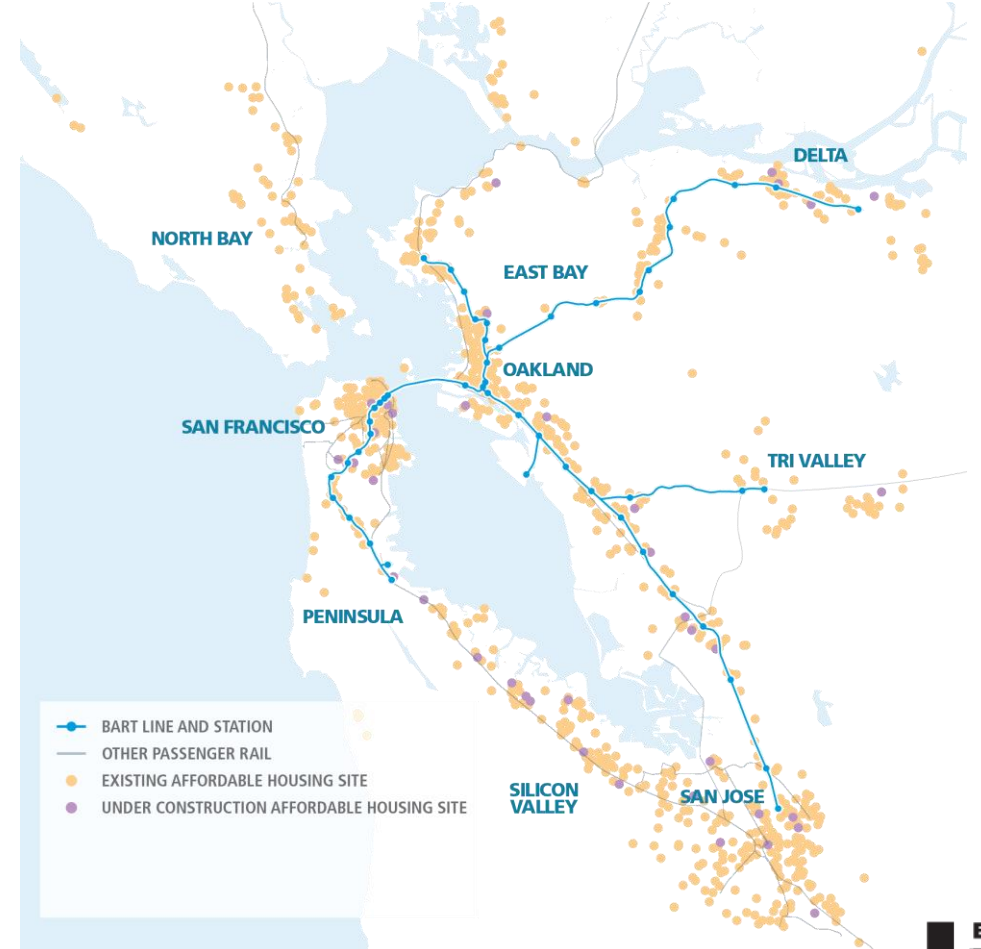 DELTA
NORTH BAY
EAST BAY
OAKLAND
SAN FRANCISCO
TRI VALLEY
PENINSULA
BART LINE AND STATION
OTHER PASSENGER RAIL
EXISTING AFFORDABLE HOUSING SITE
UNDER CONSTRUCTION AFFORDABLE HOUSING SITE
SILICON
VALLEY
SAN JOSE